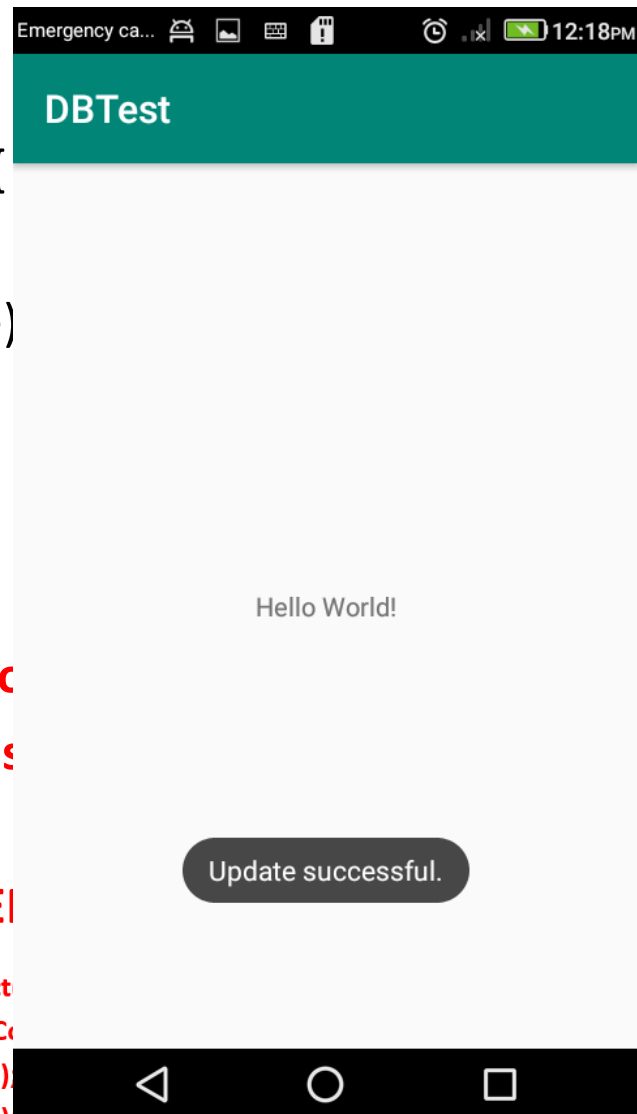 Emergency ca... 12:18PM
DBTest
)
Hello World!
s
Update successful.